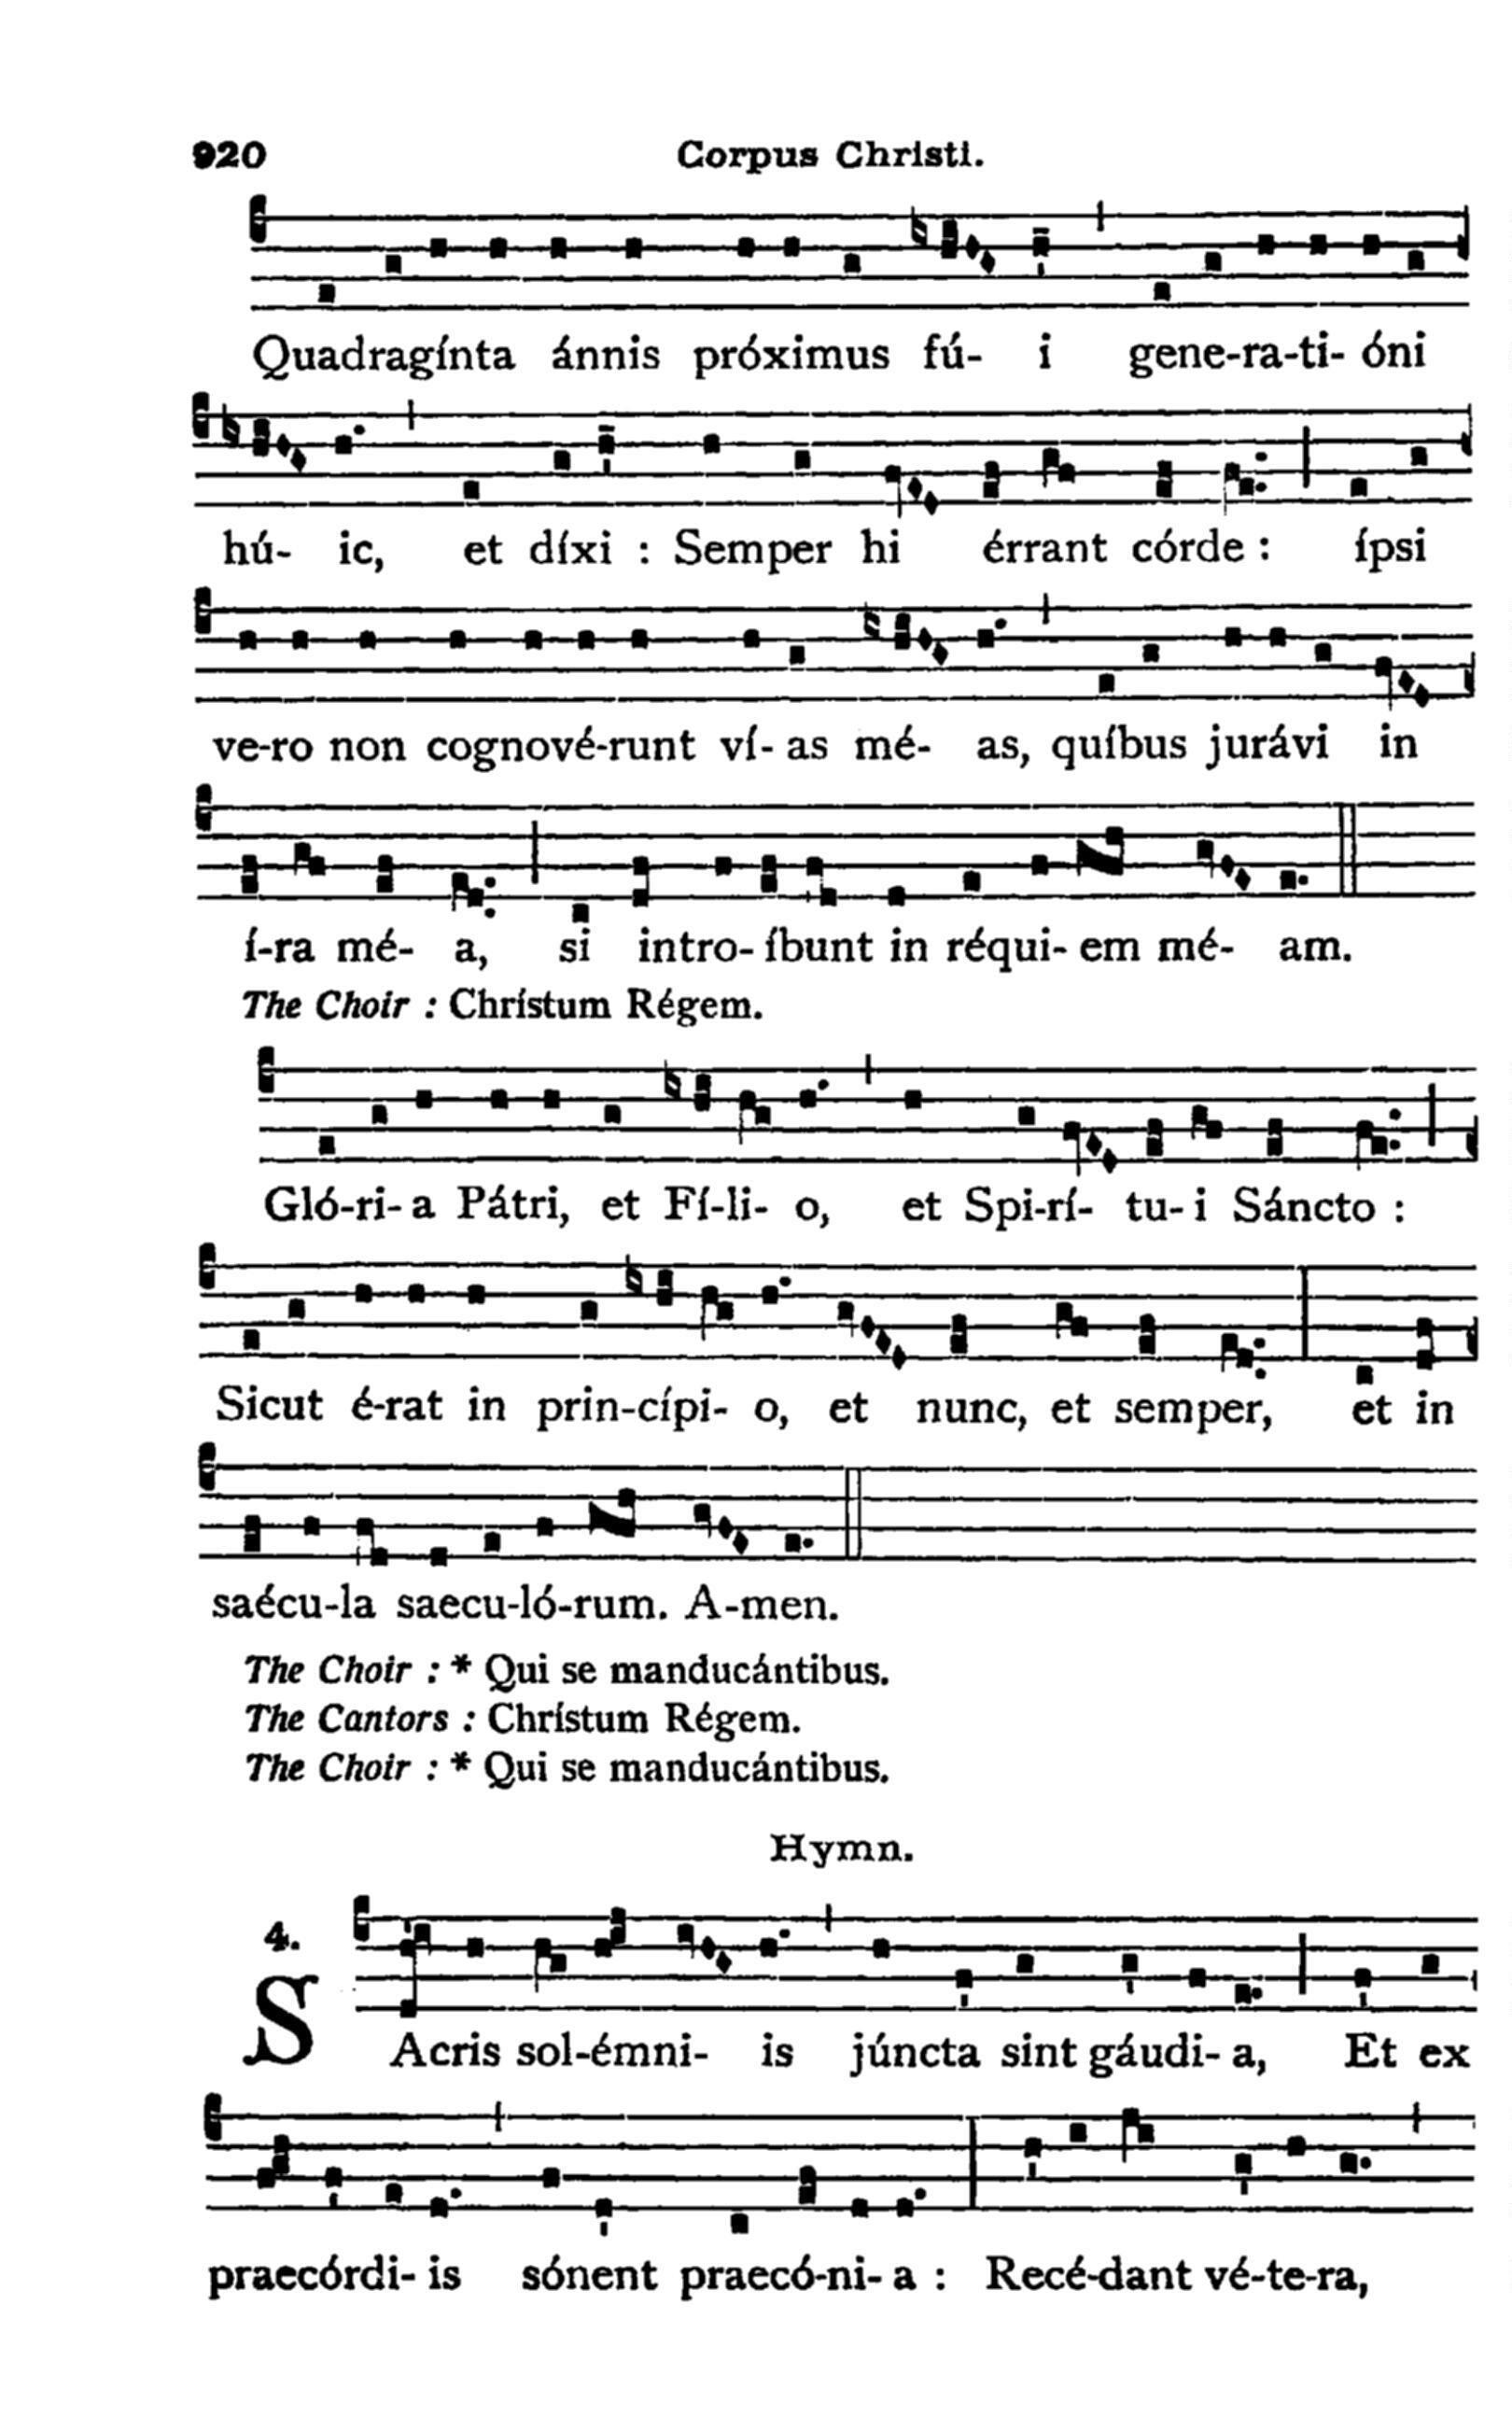 920 Corpus Christi.
Quadragínta ánnis próximus fú- i gene-ra-ti- óni
hú- ic, et díxi : Semper hi érrant córde : ípsi
ve-ro non cognové-runt ví- as mé- as, quíbus jurávi in
í-ra mé- a, si intro- íbunt in réqui- em mé- am.
The Choir : Chrístum Régem.
Gló-ri- a Pátri, et Fí-li- o, et Spi-rí- tu- i Sáncto :
Sicut é-rat in prin-cípi- o, et nunc, et semper, et in
saécu-la saecu-ló-rum. A-men.
The Choir : * Qui se manducántibus.
The Cantors : Chrístum Régem.
The Choir : * Qui se manducántibus.
Hymn.
4.
SAcris sol-émni- is júncta sint gáudi- a, Et ex
praecórdi- is sónent praecó-ni- a : Recé-dant vé-te-ra,